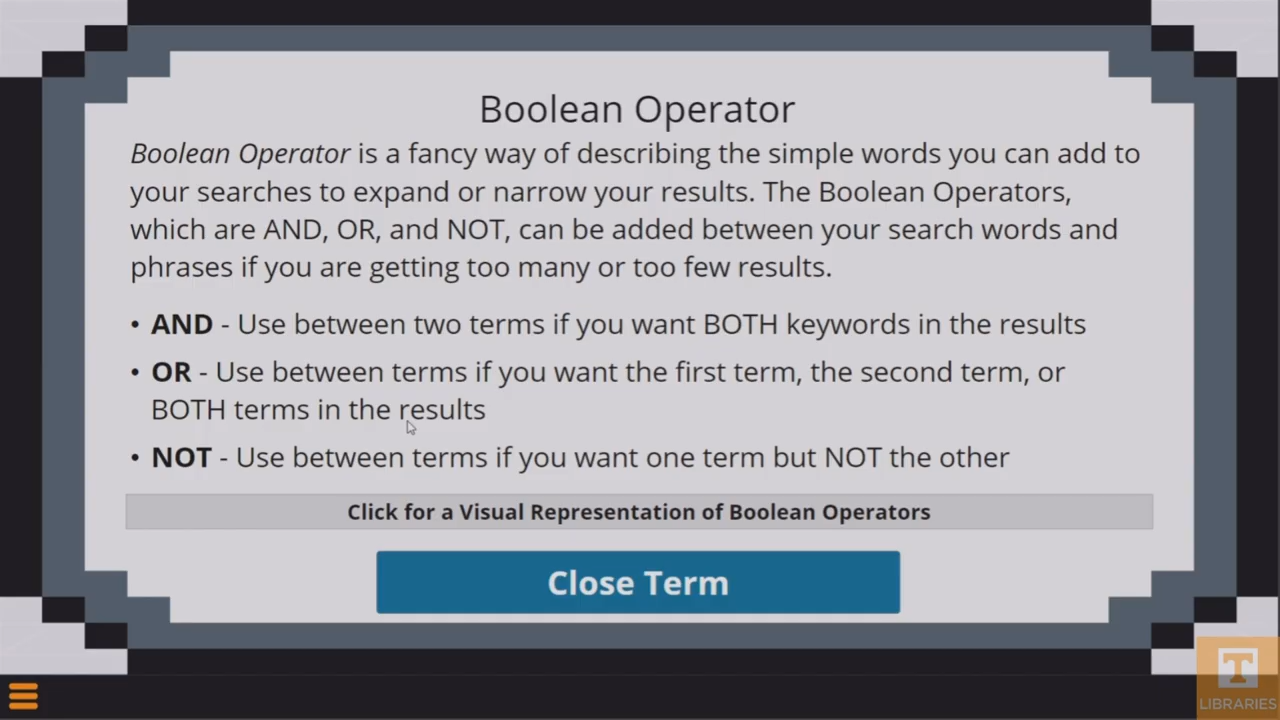 Boolean Operator
Boolean Operator is a fancy way of describing the simple words you can add to
your searches to expand or narrow your results. The Boolean Operators,
which are AND, OR, and NOT, can be added between your search words and
phrases if you are getting too many or too few results.
• AND - Use between two terms if you want BOTH keywords in the results
• OR - Use between terms if you want the first term, the second term, or
BOTH terms in the results
• NOT - Use between terms if you want one term but NOT the other
Click for a Visual Representation of Boolean Operators
Close Term
T
LIBRARIES